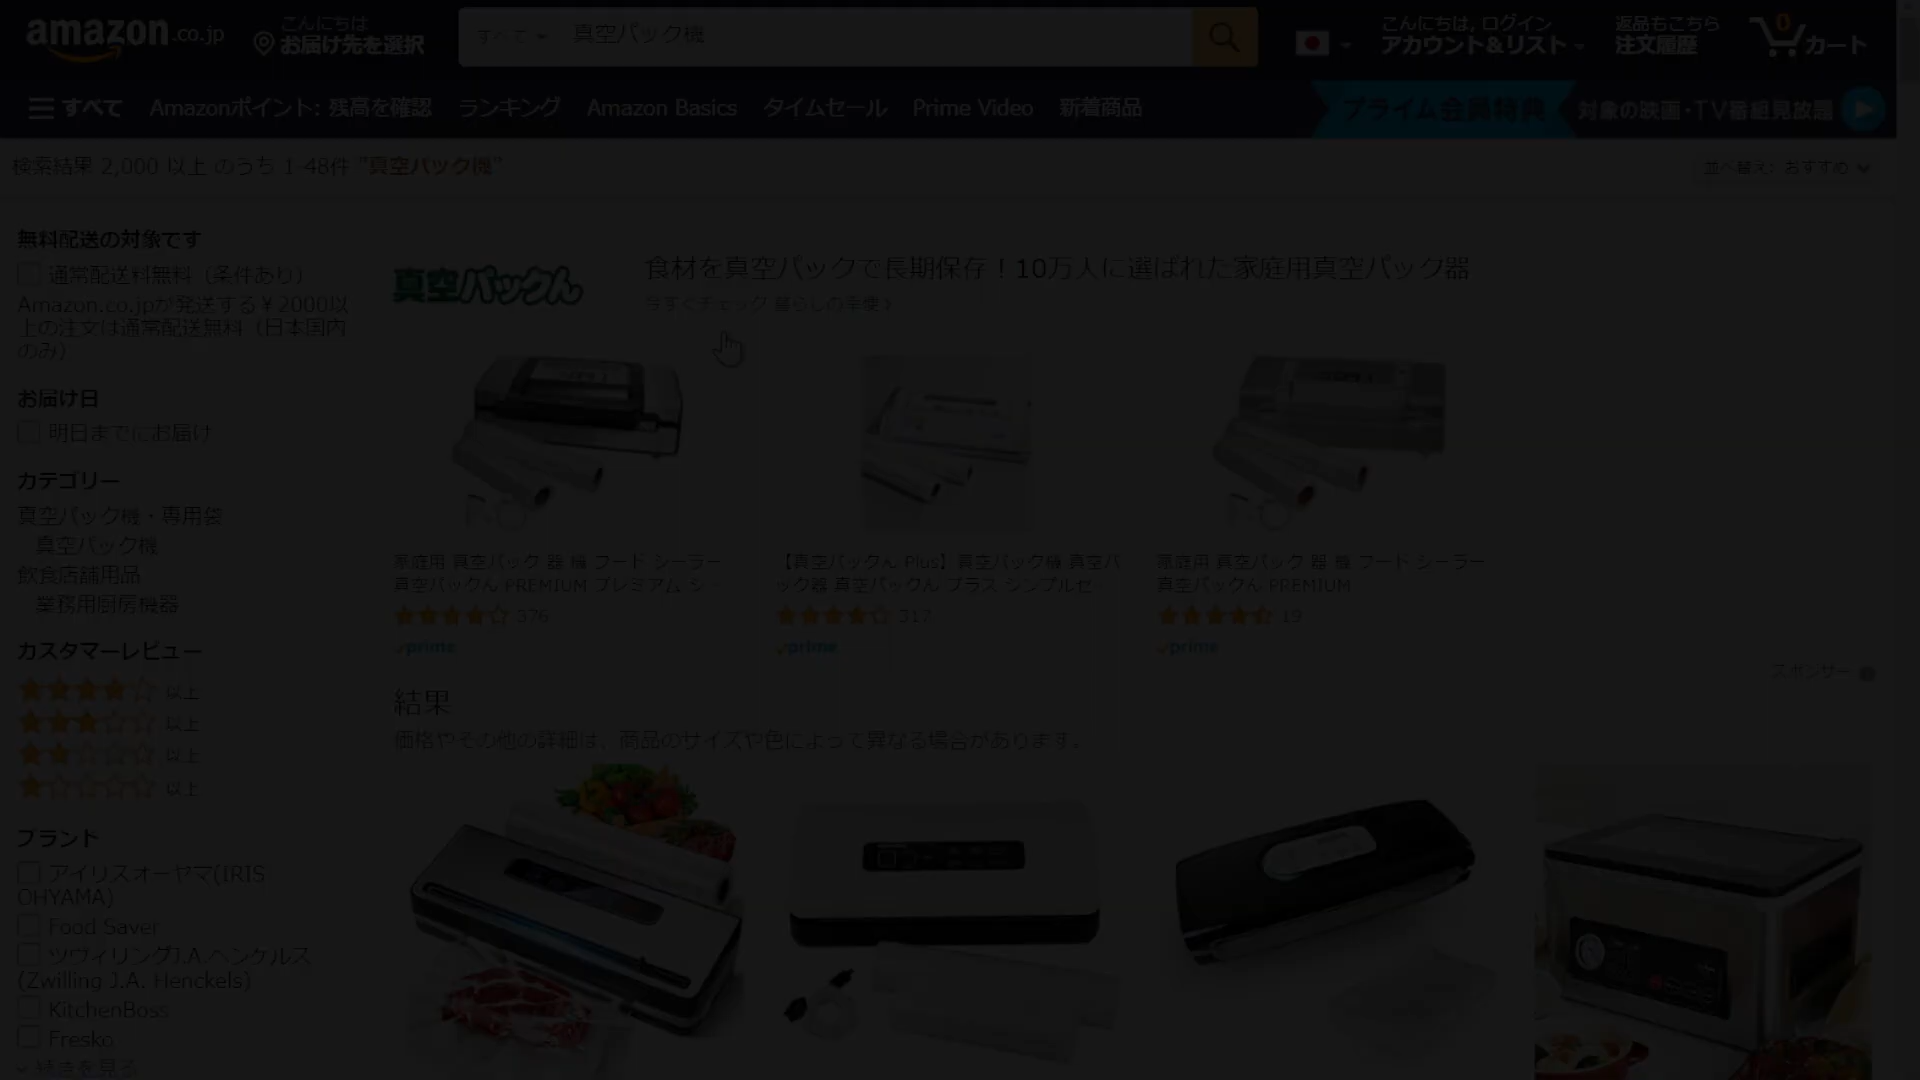 amazon.co.jp
こんにちは
お届け先を選択
すべて
真空パック機
こんにちは, ログイン
アカウント&リスト
返品もこちら
注文履歴
0
カート
すべて
Amazonポイント: 残高を確認
ランキング
Amazon Basics
タイムセール
Prime Video
新着商品
プライム会員特典
対象の映画・TV番組見放題
検索結果 2,000 以上 のうち 1-48件 "真空パック機"
並べ替え: おすすめ
無料配送の対象です
通常配送料無料（条件あり）
Amazon.co.jpが発送する￥2000以
上の注文は通常配送無料（日本国内
のみ）
お届け日
明日までにお届け
カテゴリー
真空パック機・専用袋
真空パック機
飲食店舗用品
業務用厨房機器
カスタマーレビュー
以上
以上
以上
以上
ブランド
アイリスオーヤマ(IRIS
OHYAMA)
Food Saver
ツヴィリングJ.A.ヘンケルス
(Zwilling J.A. Henckels)
KitchenBoss
Fresko
続きを見る
真空パックん
食材を真空パックで長期保存！10万人に選ばれた家庭用真空パック器
今すぐチェック 暮らしの幸便 ›
家庭用 真空パック 器 機 フード シーラー
真空パックん PREMIUM プレミアム シ…
376
prime
【真空パックん Plus】真空パック機 真空パ
ック器 真空パックん プラス シンプルセ…
317
prime
家庭用 真空パック 器 機 フード シーラー
真空パックん PREMIUM
19
prime
スポンサー
結果
価格やその他の詳細は、商品のサイズや色によって異なる場合があります。